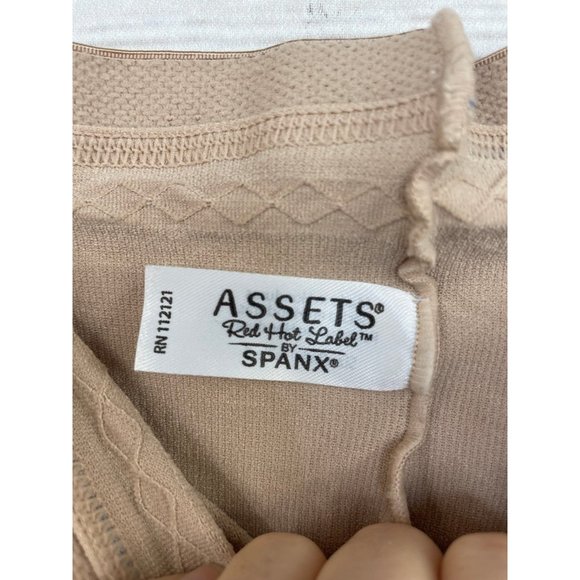 ASSETS®
Red Hot Label™
BY
SPANX®
RN 112121